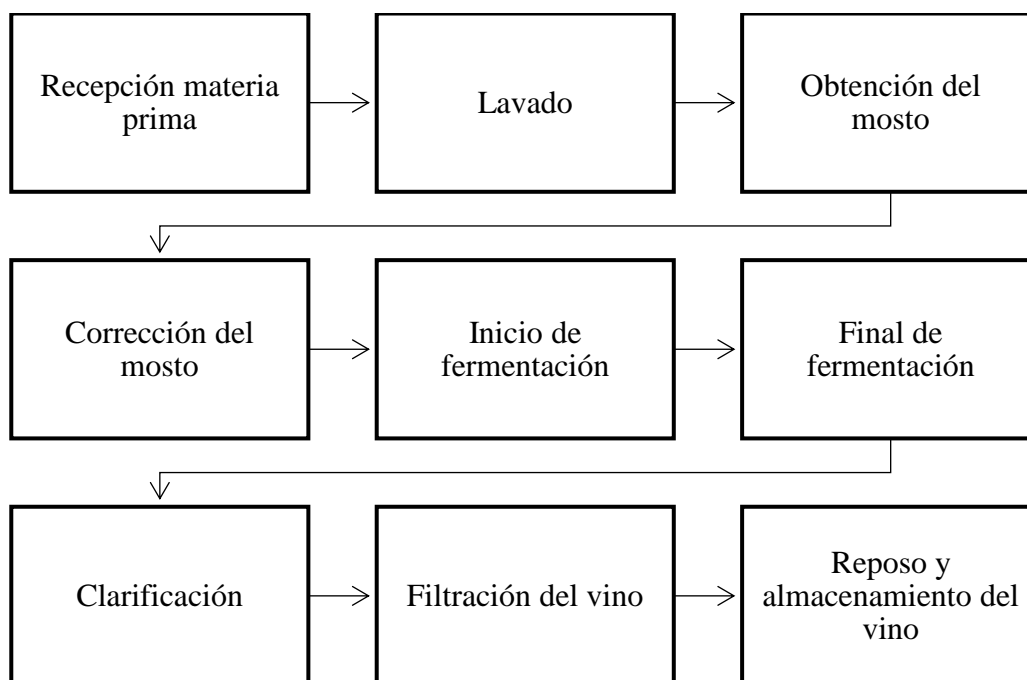 Recepción materia
prima
Lavado
Obtención del
mosto
Corrección del
mosto
Inicio de
fermentación
Final de
fermentación
Clarificación
Filtración del vino
Reposo y
almacenamiento del
vino